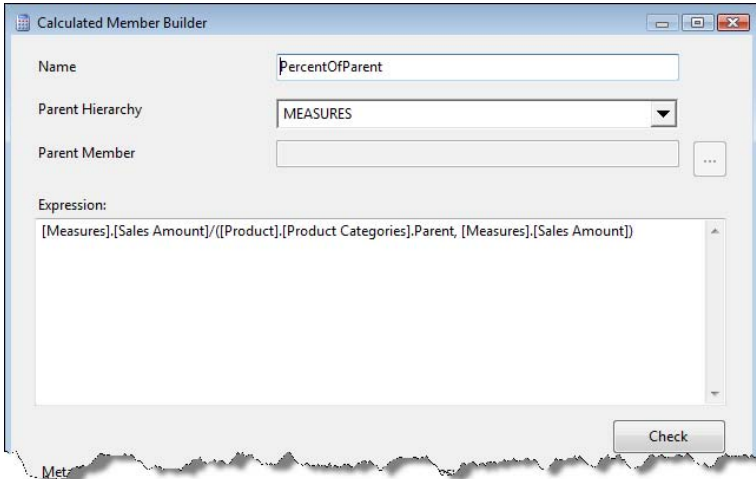 Calculated Member Builder
Name
PercentOfParent
Parent Hierarchy
MEASURES
Parent Member
...
Expression:
[Measures].[Sales Amount]/([Product].[Product Categories].Parent, [Measures].[Sales Amount])
Check